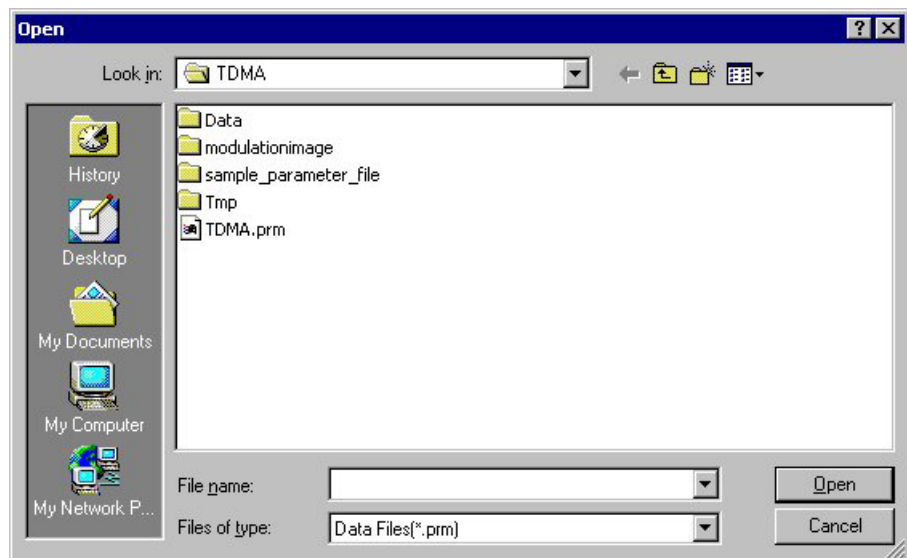 Open
Look in: TDMA
History
Desktop
My Documents
My Computer
My Network P...
Data
modulationimage
sample_parameter_file
Tmp
TDMA.prm
File name:
Open
Files of type: Data Files(*.prm)
Cancel